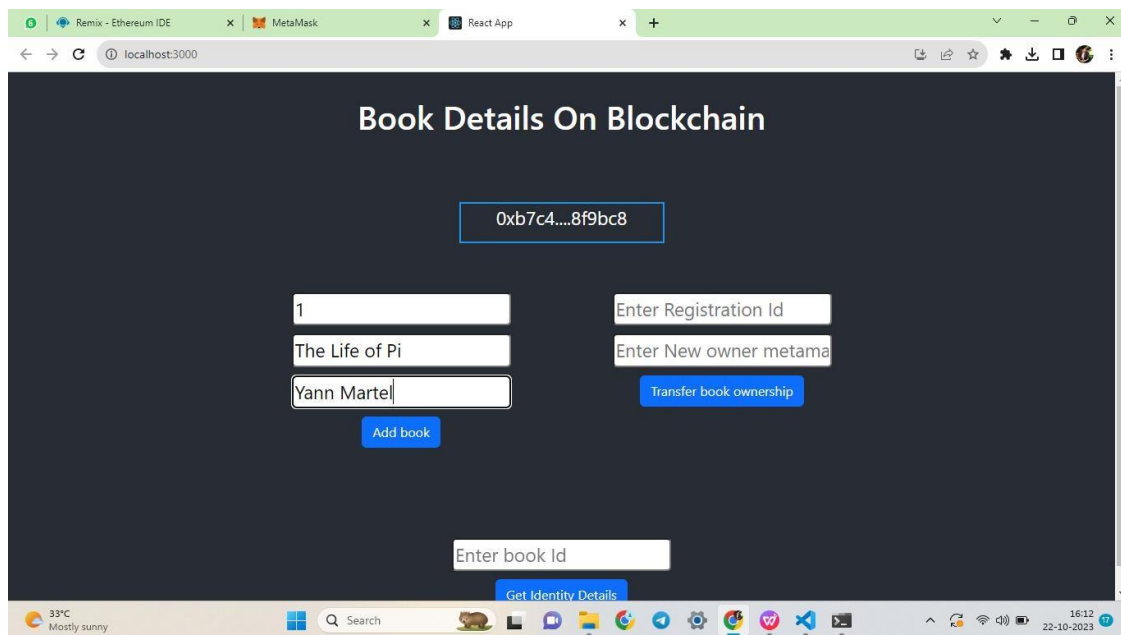 6
Remix - Ethereum IDE
MetaMask
React App
localhost:3000
Book Details On Blockchain
0xb7c4....8f9bc8
1
The Life of Pi
Yann Martel
Add book
Enter Registration Id
Enter New owner metama
Transfer book ownership
Enter book Id
Get Identity Details
33°C
Mostly sunny
Search
16:12
22-10-2023
17